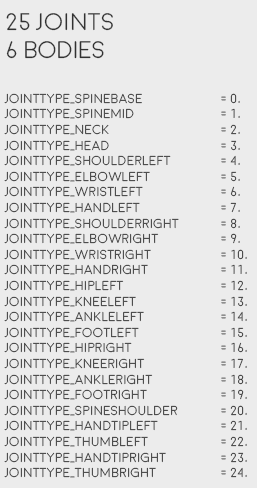 25 JOINTS
6 BODIES
JOINTTYPE_SPINEBASE = 0.
JOINTTYPE_SPINEMID = 1.
JOINTTYPE_NECK = 2.
JOINTTYPE_HEAD = 3.
JOINTTYPE_SHOULDERLEFT = 4.
JOINTTYPE_ELBOWLEFT = 5.
JOINTTYPE_WRISTLEFT = 6.
JOINTTYPE_HANDLEFT = 7.
JOINTTYPE_SHOULDERRIGHT = 8.
JOINTTYPE_ELBOWRIGHT = 9.
JOINTTYPE_WRISTRIGHT = 10.
JOINTTYPE_HANDRIGHT = 11.
JOINTTYPE_HIPLEFT = 12.
JOINTTYPE_KNEELEFT = 13.
JOINTTYPE_ANKLELEFT = 14.
JOINTTYPE_FOOTLEFT = 15.
JOINTTYPE_HIPRIGHT = 16.
JOINTTYPE_KNEERIGHT = 17.
JOINTTYPE_ANKLERIGHT = 18.
JOINTTYPE_FOOTRIGHT = 19.
JOINTTYPE_SPINESHOULDER = 20.
JOINTTYPE_HANDTIPLEFT = 21.
JOINTTYPE_THUMBLEFT = 22.
JOINTTYPE_HANDTIPRIGHT = 23.
JOINTTYPE_THUMBRIGHT = 24.